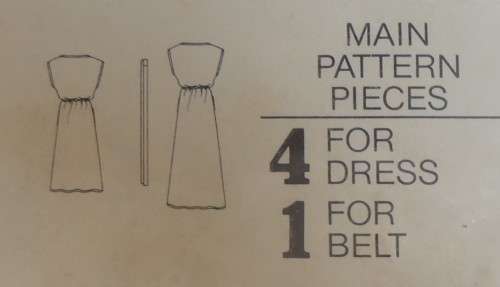 MAIN
PATTERN
PIECES
4 FOR
DRESS
1 FOR
BELT